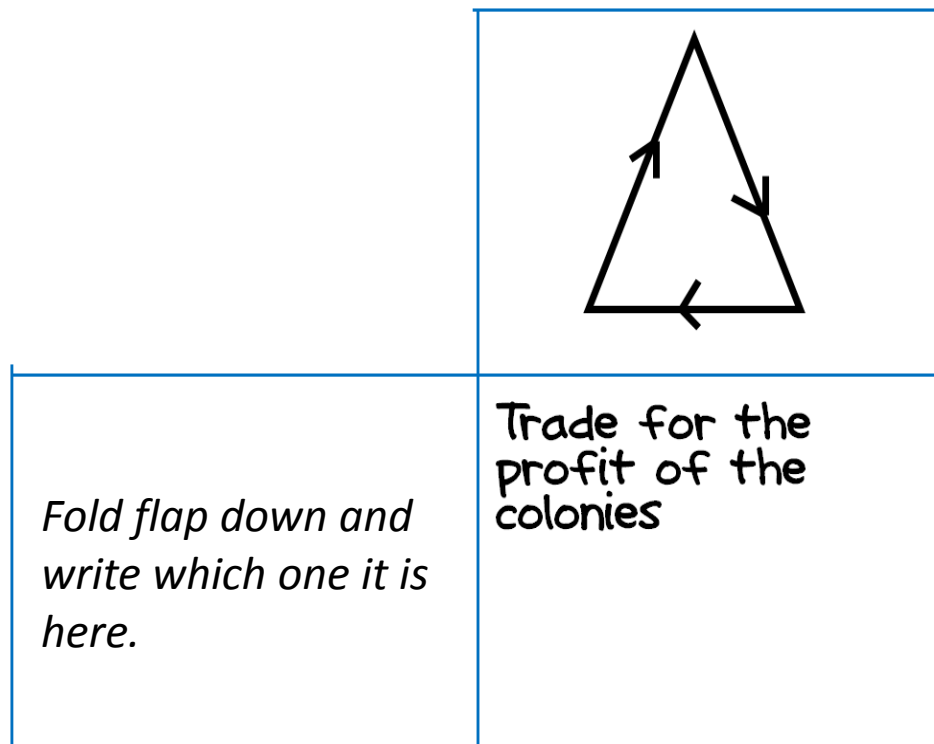 Fold flap down and
write which one it is
here.
Trade for the
profit of the
colonies